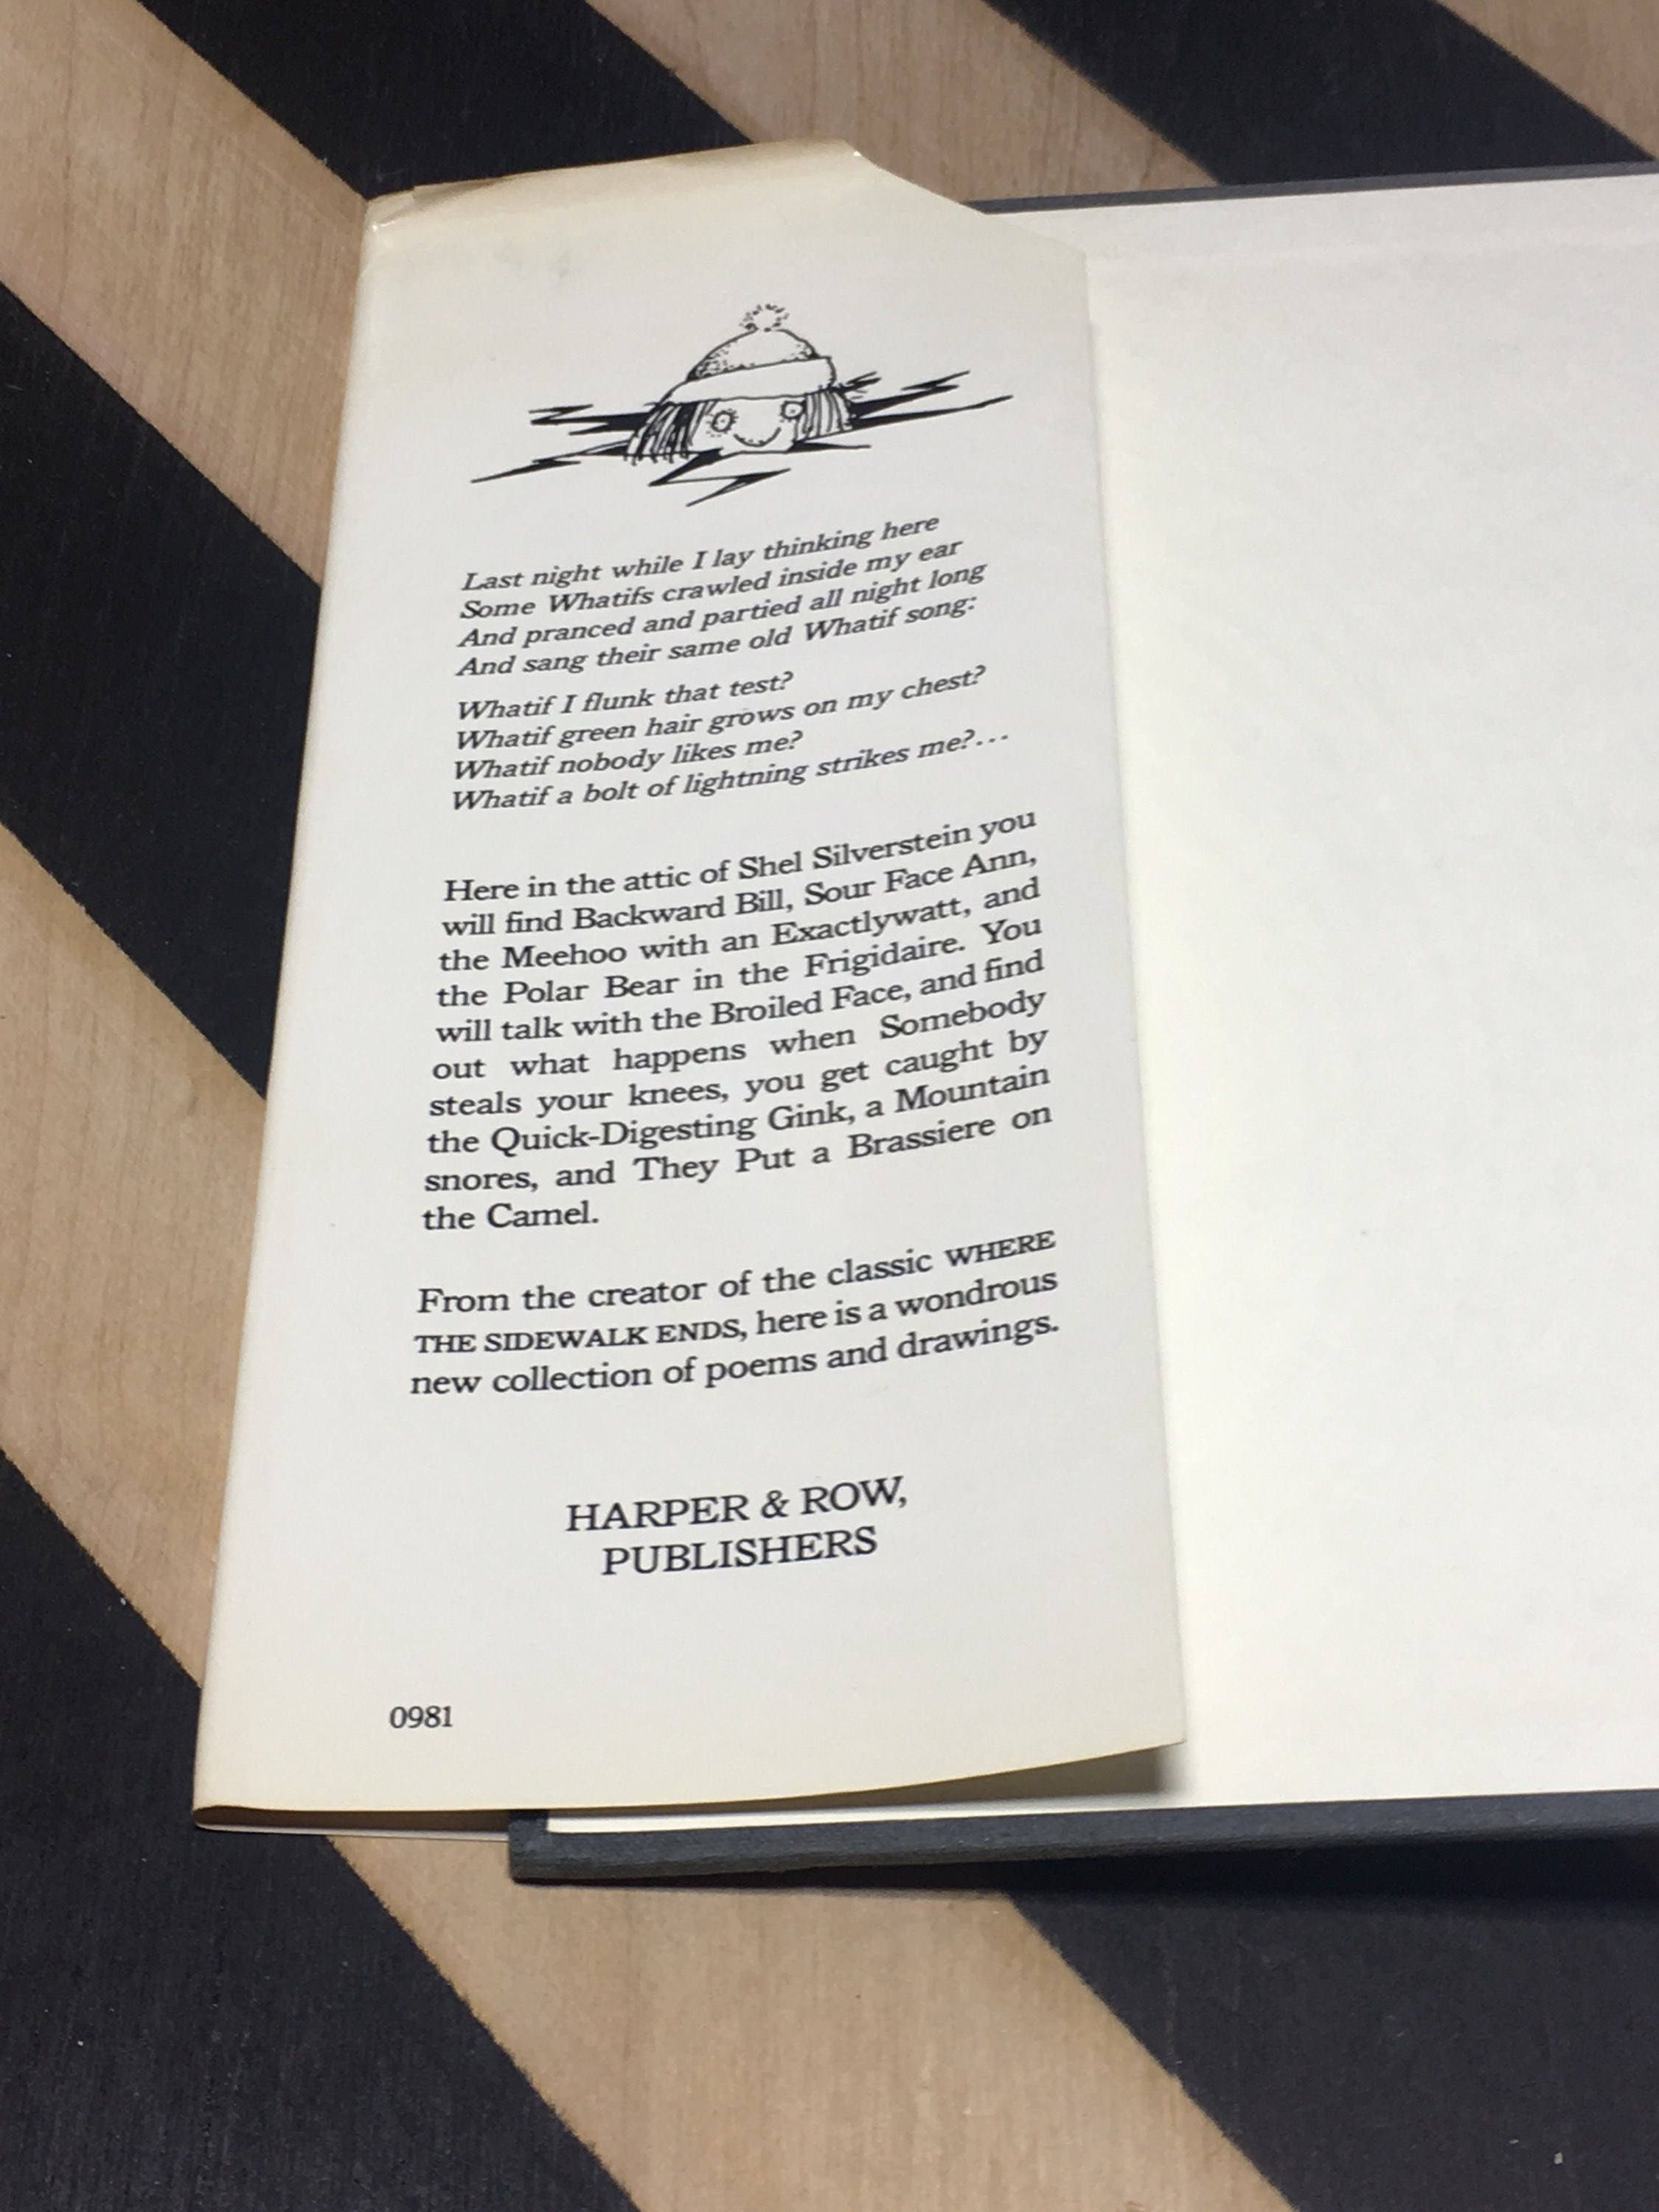 Last night while I lay thinking here
Some Whatifs crawled inside my ear
And pranced and partied all night long
And sang their same old Whatif song:
Whatif I flunk that test?
Whatif green hair grows on my chest?
Whatif nobody likes me?
Whatif a bolt of lightning strikes me?...
Here in the attic of Shel Silverstein you
will find Backward Bill, Sour Face Ann,
the Meehoo with an Exactlywatt, and
the Polar Bear in the Frigidaire. You
will talk with the Broiled Face, and find
out what happens when Somebody
steals your knees, you get caught by
the Quick-Digesting Gink, a Mountain
snores, and They Put a Brassiere on
the Camel.
From the creator of the classic WHERE
THE SIDEWALK ENDS, here is a wondrous
new collection of poems and drawings.
HARPER & ROW,
PUBLISHERS
0981